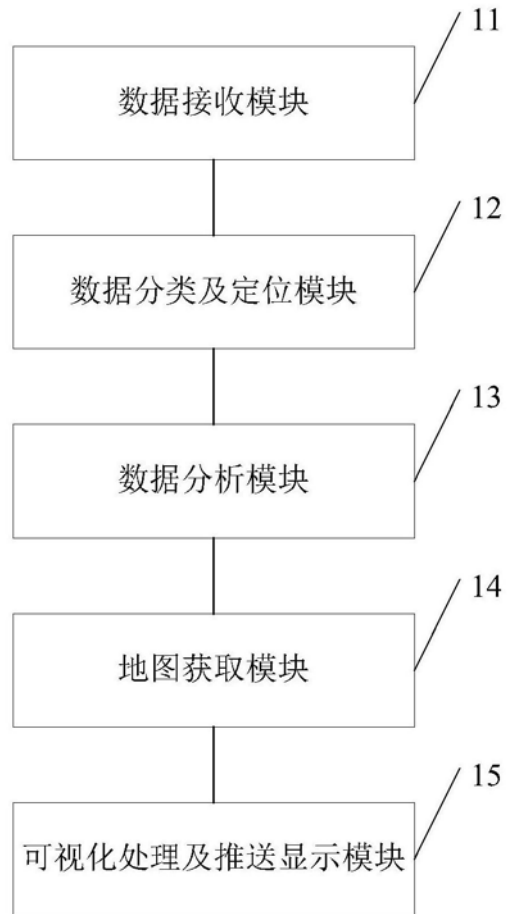 11
数据接收模块
12
数据分类及定位模块
13
数据分析模块
14
地图获取模块
15
可视化处理及推送显示模块